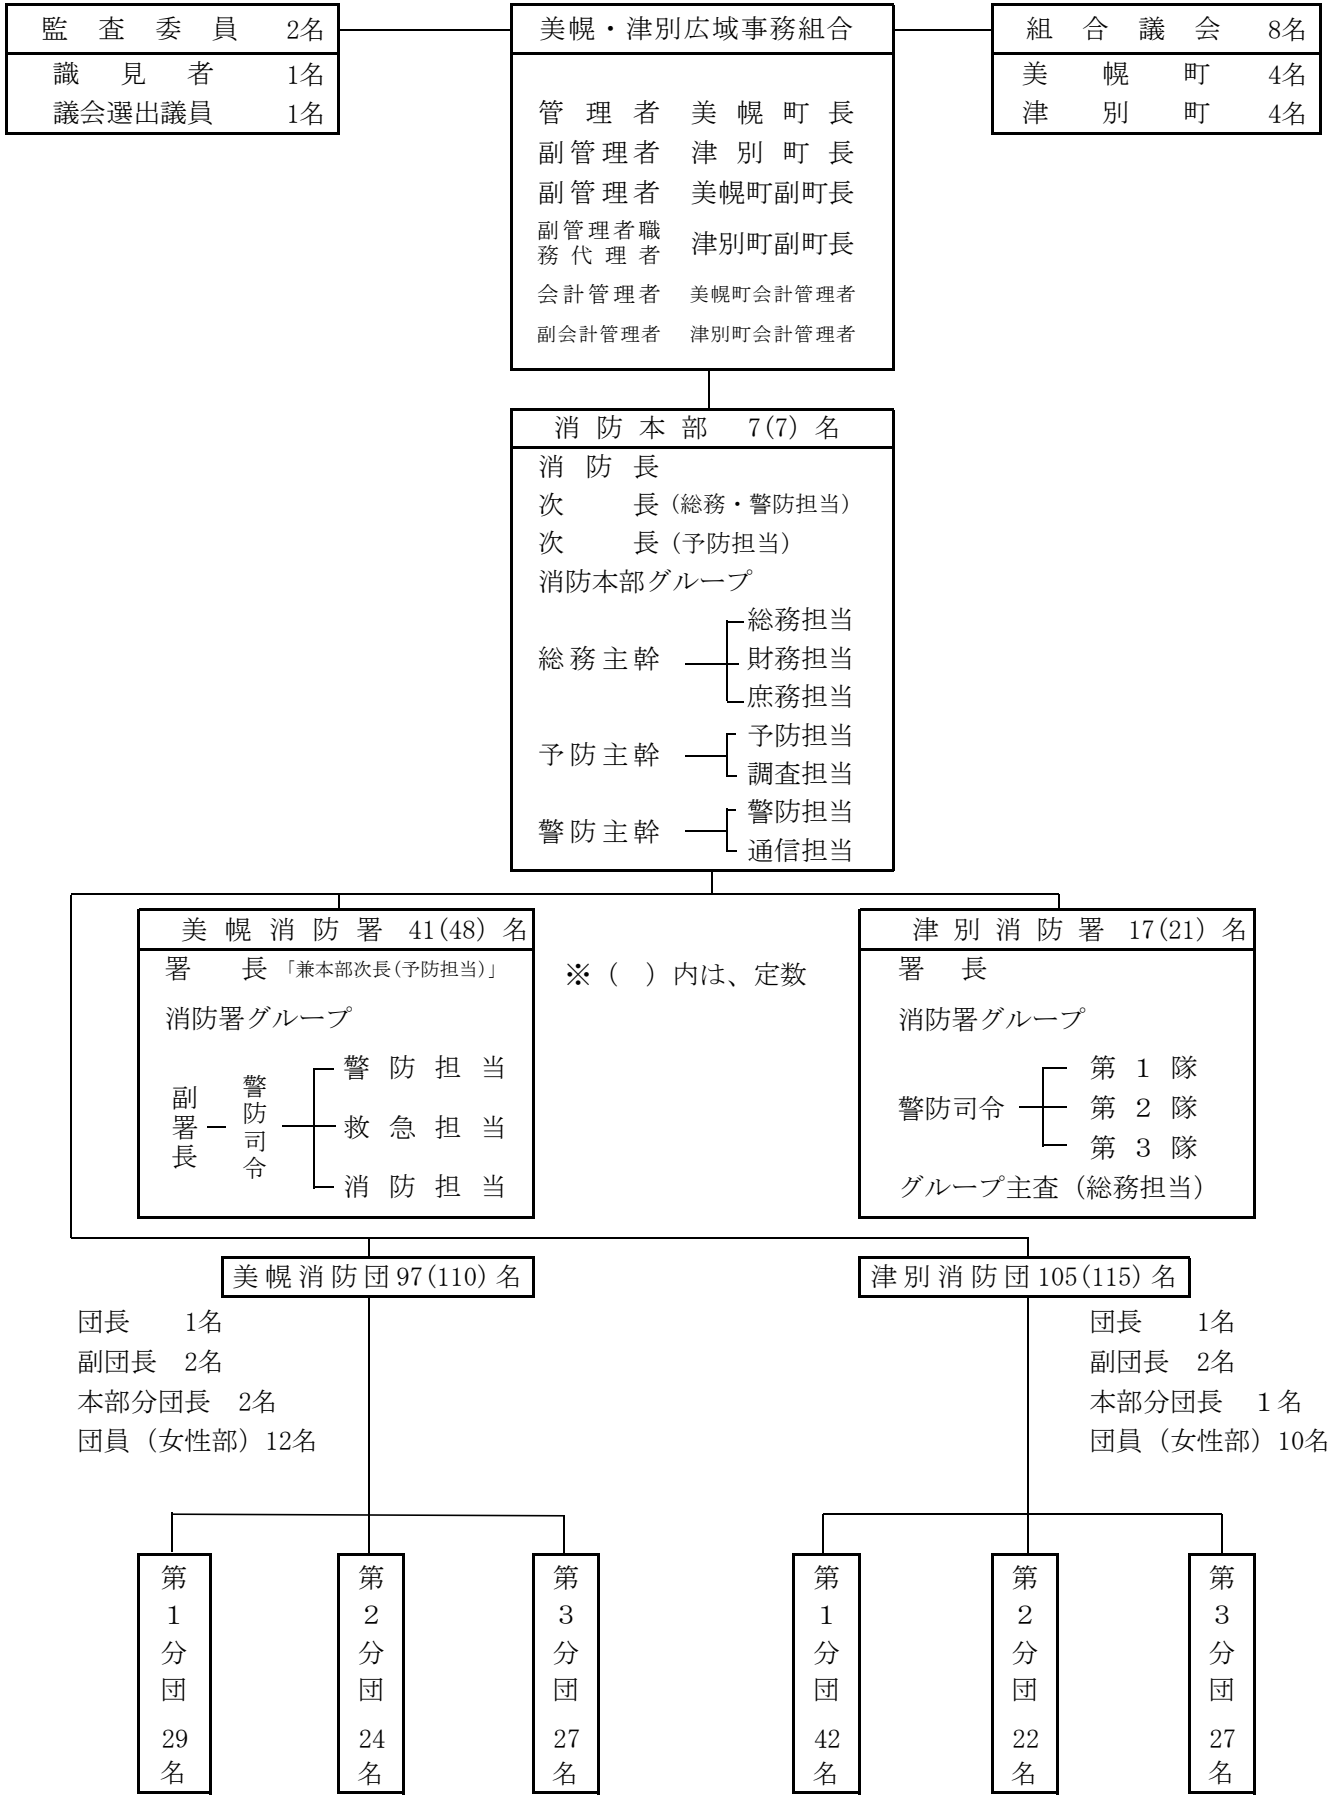 監査委員 2名
識見者 1名
議会選出議員 1名
美幌・津別広域事務組合
管理者 美幌町長
副管理者 津別町長
副管理者 美幌町副町長
副管理者職
務代理者 津別町副町長
会計管理者 美幌町会計管理者
副会計管理者 津別町会計管理者
組合議会 8名
美幌町 4名
津別町 4名
消防本部 7(7)名
消防長
次長(総務・警防担当)
次長(予防担当)
消防本部グループ
総務主幹
総務担当
財務担当
庶務担当
予防主幹
予防担当
調査担当
警防主幹
警防担当
通信担当
美幌消防署 41(48)名
署長「兼本部次長(予防担当)」
消防署グループ
副署長
警防司令
警防担当
救急担当
消防担当
※( )内は、定数
津別消防署 17(21)名
署長
消防署グループ
警防司令
第1隊
第2隊
第3隊
グループ主査(総務担当)
美幌消防団97(110)名
団長 1名
副団長 2名
本部分団長 2名
団員(女性部)12名
第1分団 29名
第2分団 24名
第3分団 27名
津別消防団105(115)名
団長 1名
副団長 2名
本部分団長 1名
団員(女性部)10名
第1分団 42名
第2分団 22名
第3分団 27名